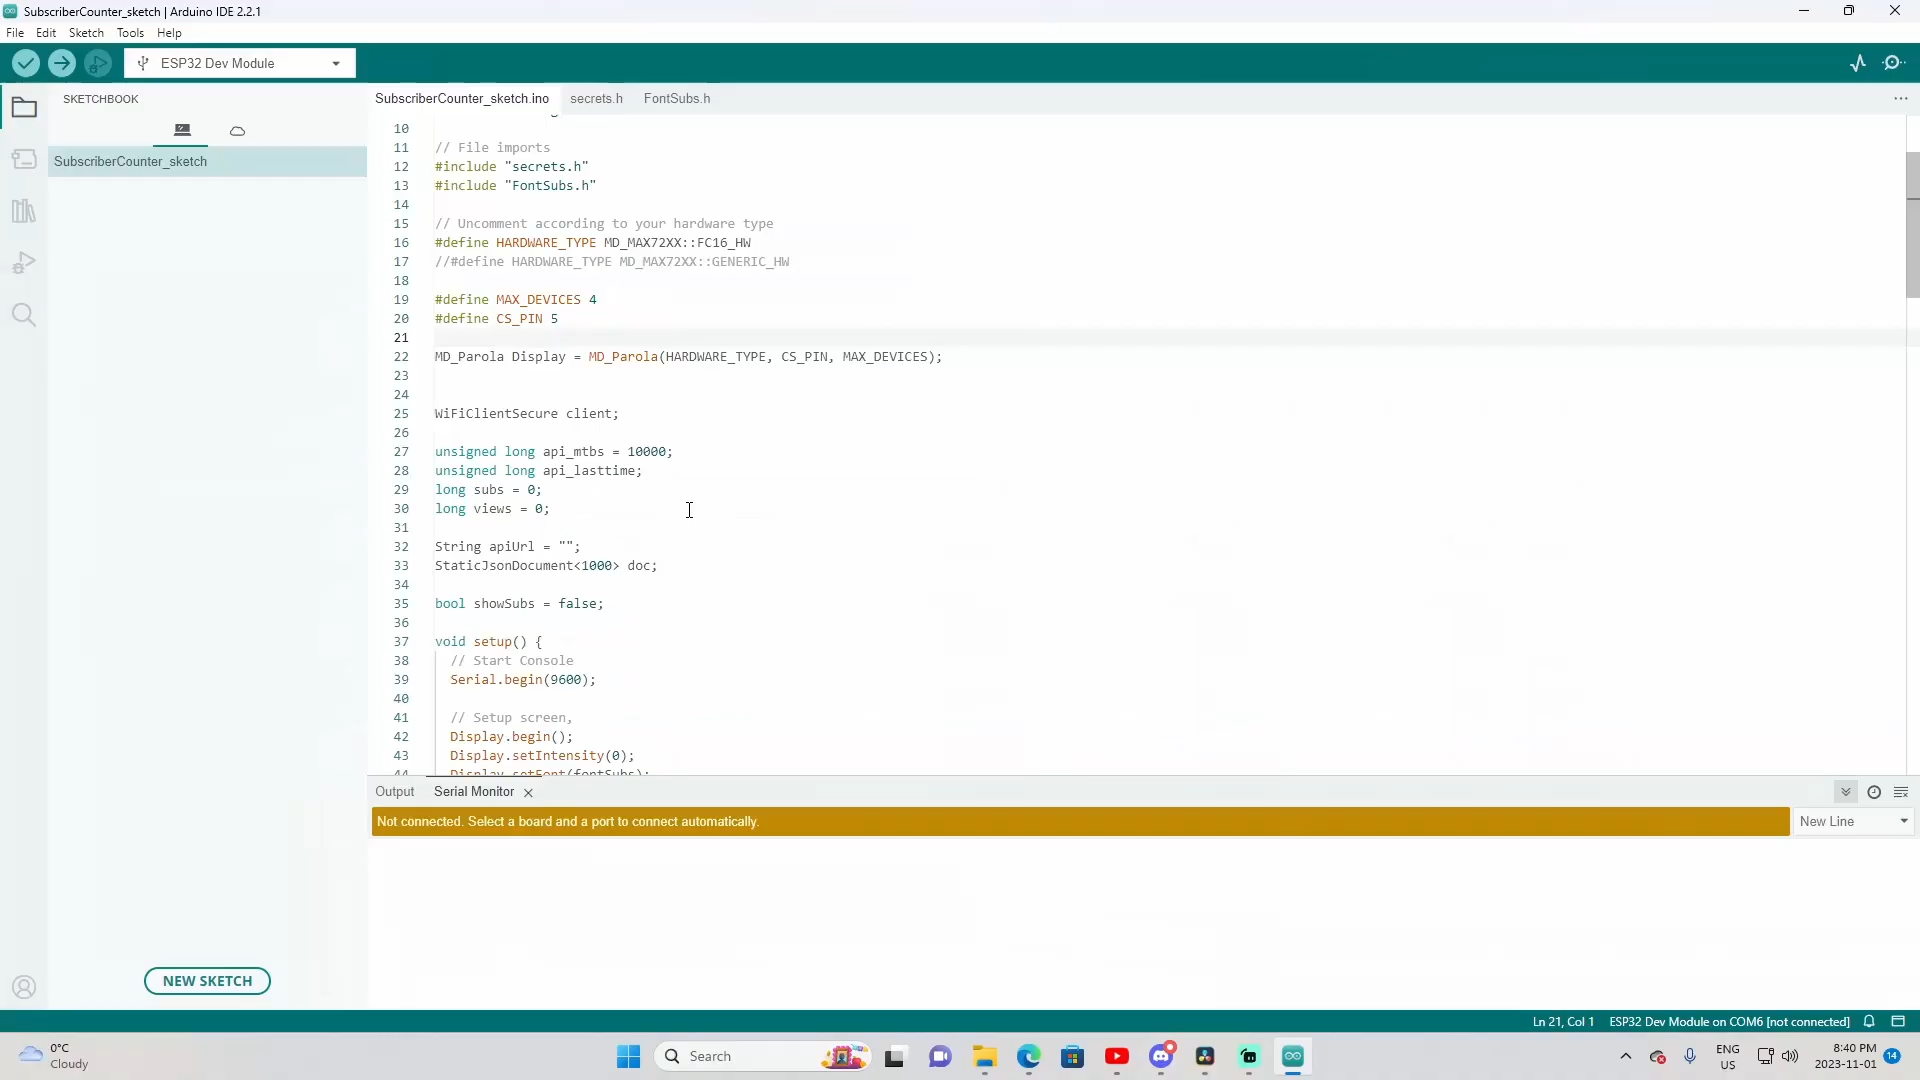 SubscriberCounter_sketch | Arduino IDE 2.2.1
File Edit Sketch Tools Help
ESP32 Dev Module
SKETCHBOOK
SubscriberCounter_sketch
NEW SKETCH
SubscriberCounter_sketch.ino secrets.h FontSubs.h
10
11 // File imports
12 #include "secrets.h"
13 #include "FontSubs.h"
14
15 // Uncomment according to your hardware type
16 #define HARDWARE_TYPE MD_MAX72XX::FC16_HW
17 //#define HARDWARE_TYPE MD_MAX72XX::GENERIC_HW
18
19 #define MAX_DEVICES 4
20 #define CS_PIN 5
21
22 MD_Parola Display = MD_Parola(HARDWARE_TYPE, CS_PIN, MAX_DEVICES);
23
24
25 WiFiClientSecure client;
26
27 unsigned long api_mtbs = 10000;
28 unsigned long api_lasttime;
29 long subs = 0;
30 long views = 0;
31
32 String apiUrl = "";
33 StaticJsonDocument<1000> doc;
34
35 bool showSubs = false;
36
37 void setup() {
38 // Start Console
39 Serial.begin(9600);
40
41 // Setup screen,
42 Display.begin();
43 Display.setIntensity(0);
44 Display.setFont(fontSubs);
Output Serial Monitor
Not connected. Select a board and a port to connect automatically.
New Line
Ln 21, Col 1 ESP32 Dev Module on COM6 [not connected]
0°C
Cloudy
Search
ENG
US
8:40 PM
2023-11-01
14